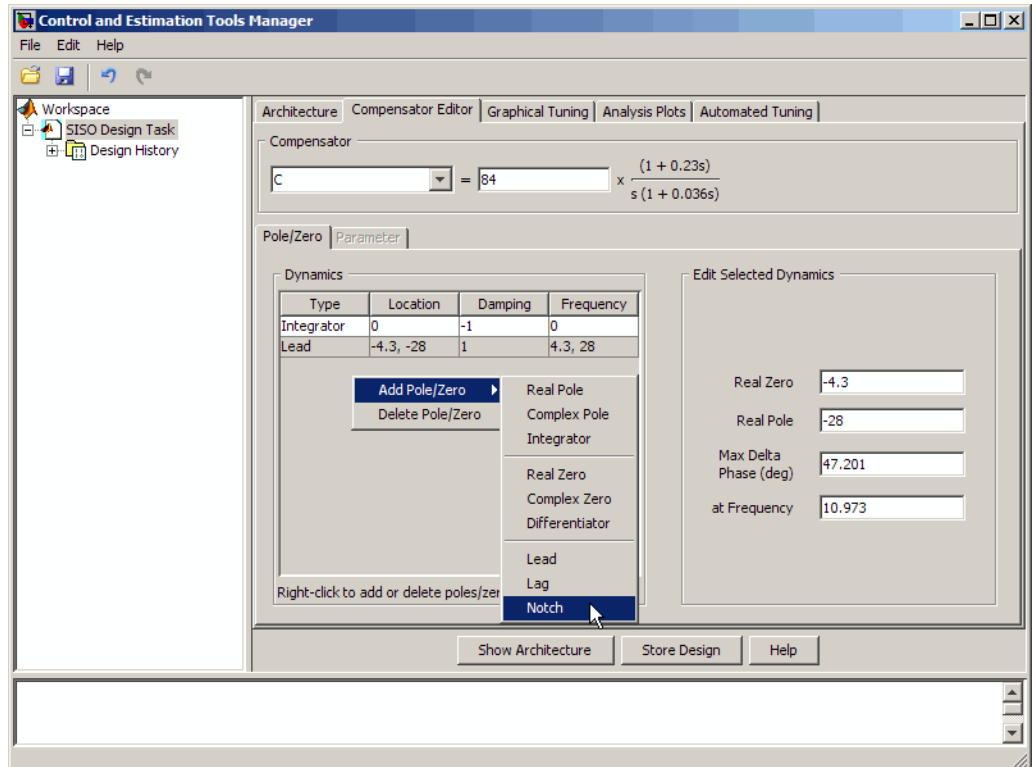 Control and Estimation Tools Manager
File Edit Help
Workspace
SISO Design Task
Design History
Architecture Compensator Editor Graphical Tuning Analysis Plots Automated Tuning
Compensator
C = 84 x (1 + 0.23s)
s (1 + 0.036s)
Pole/Zero Parameter
Dynamics
Type Location Damping Frequency
Integrator 0 -1 0
Lead -4.3, -28 1 4.3, 28
Add Pole/Zero
Delete Pole/Zero
Real Pole
Complex Pole
Integrator
Real Zero
Complex Zero
Differentiator
Lead
Lag
Notch
Right-click to add or delete poles/zer
Edit Selected Dynamics
Real Zero -4.3
Real Pole -28
Max Delta
Phase (deg) 47.201
at Frequency 10.973
Show Architecture Store Design Help